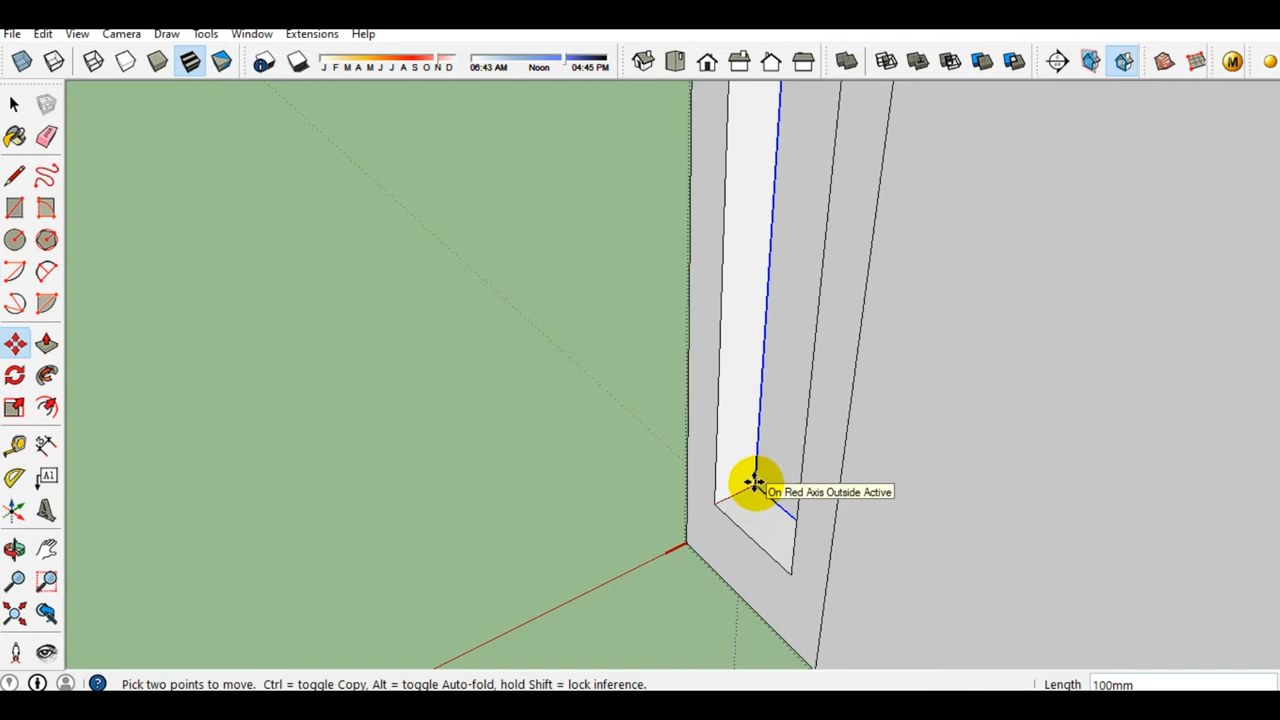 File Edit View Camera Draw Tools Window Extensions Help
J F M A M J J A S O N D 06:43 AM Noon 04:45 PM M
A1
On Red Axis Outside Active
Pick two points to move. Ctrl = toggle Copy, Alt = toggle Auto-fold, hold Shift = lock inference. Length 100mm